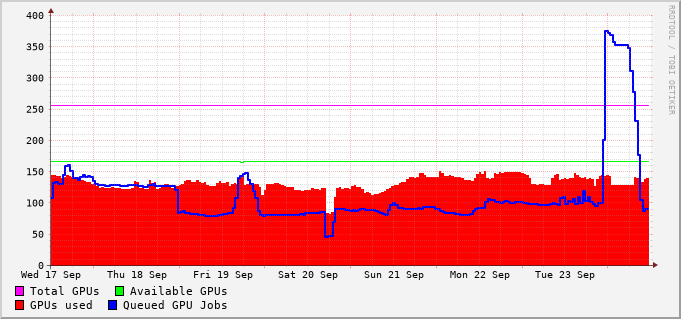 RRDTOOL / TOBI OETIKER
400
350
300
250
200
150
100
50
0
Wed 17 Sep Thu 18 Sep Fri 19 Sep Sat 20 Sep Sun 21 Sep Mon 22 Sep Tue 23 Sep
Total GPUs Available GPUs
GPUs used Queued GPU Jobs